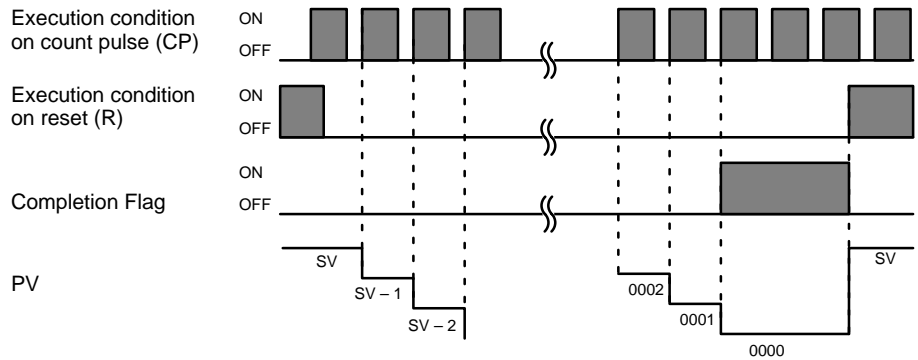 Execution condition
on count pulse (CP)
ON
OFF
Execution condition
on reset (R)
ON
OFF
Completion Flag
ON
OFF
PV
SV
SV – 1
SV – 2
0002
0001
0000
SV